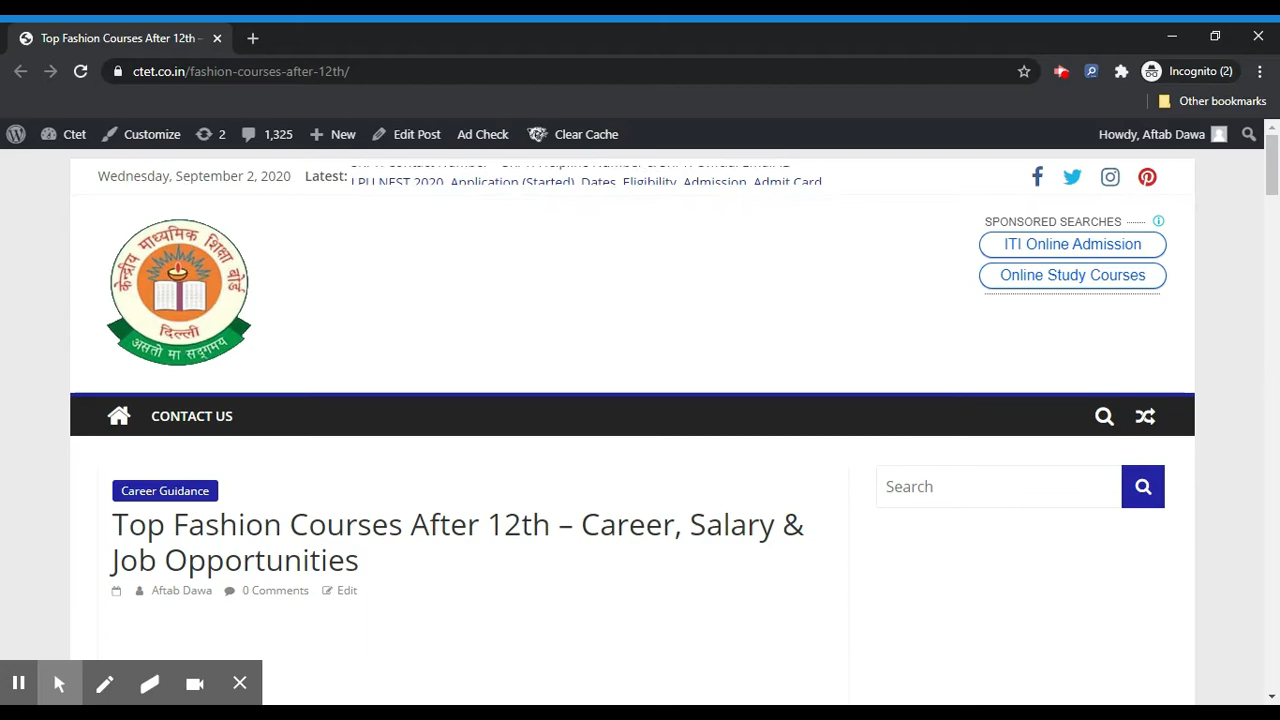 Top Fashion Courses After 12th –
ctet.co.in/fashion-courses-after-12th/
Incognito (2)
Other bookmarks
Ctet
Customize
2
1,325
New
Edit Post
Ad Check
Clear Cache
Howdy, Aftab Dawa
Wednesday, September 2, 2020
Latest:
LPU NEST 2020, Application (Started), Dates, Eligibility, Admission, Admit Card
SPONSORED SEARCHES
ITI Online Admission
Online Study Courses
केन्द्रीय माध्यमिक शिक्षा बोर्ड
दिल्ली
असतो मा सद्गमय
CONTACT US
Career Guidance
Search
Top Fashion Courses After 12th – Career, Salary &
Job Opportunities
Aftab Dawa
0 Comments
Edit